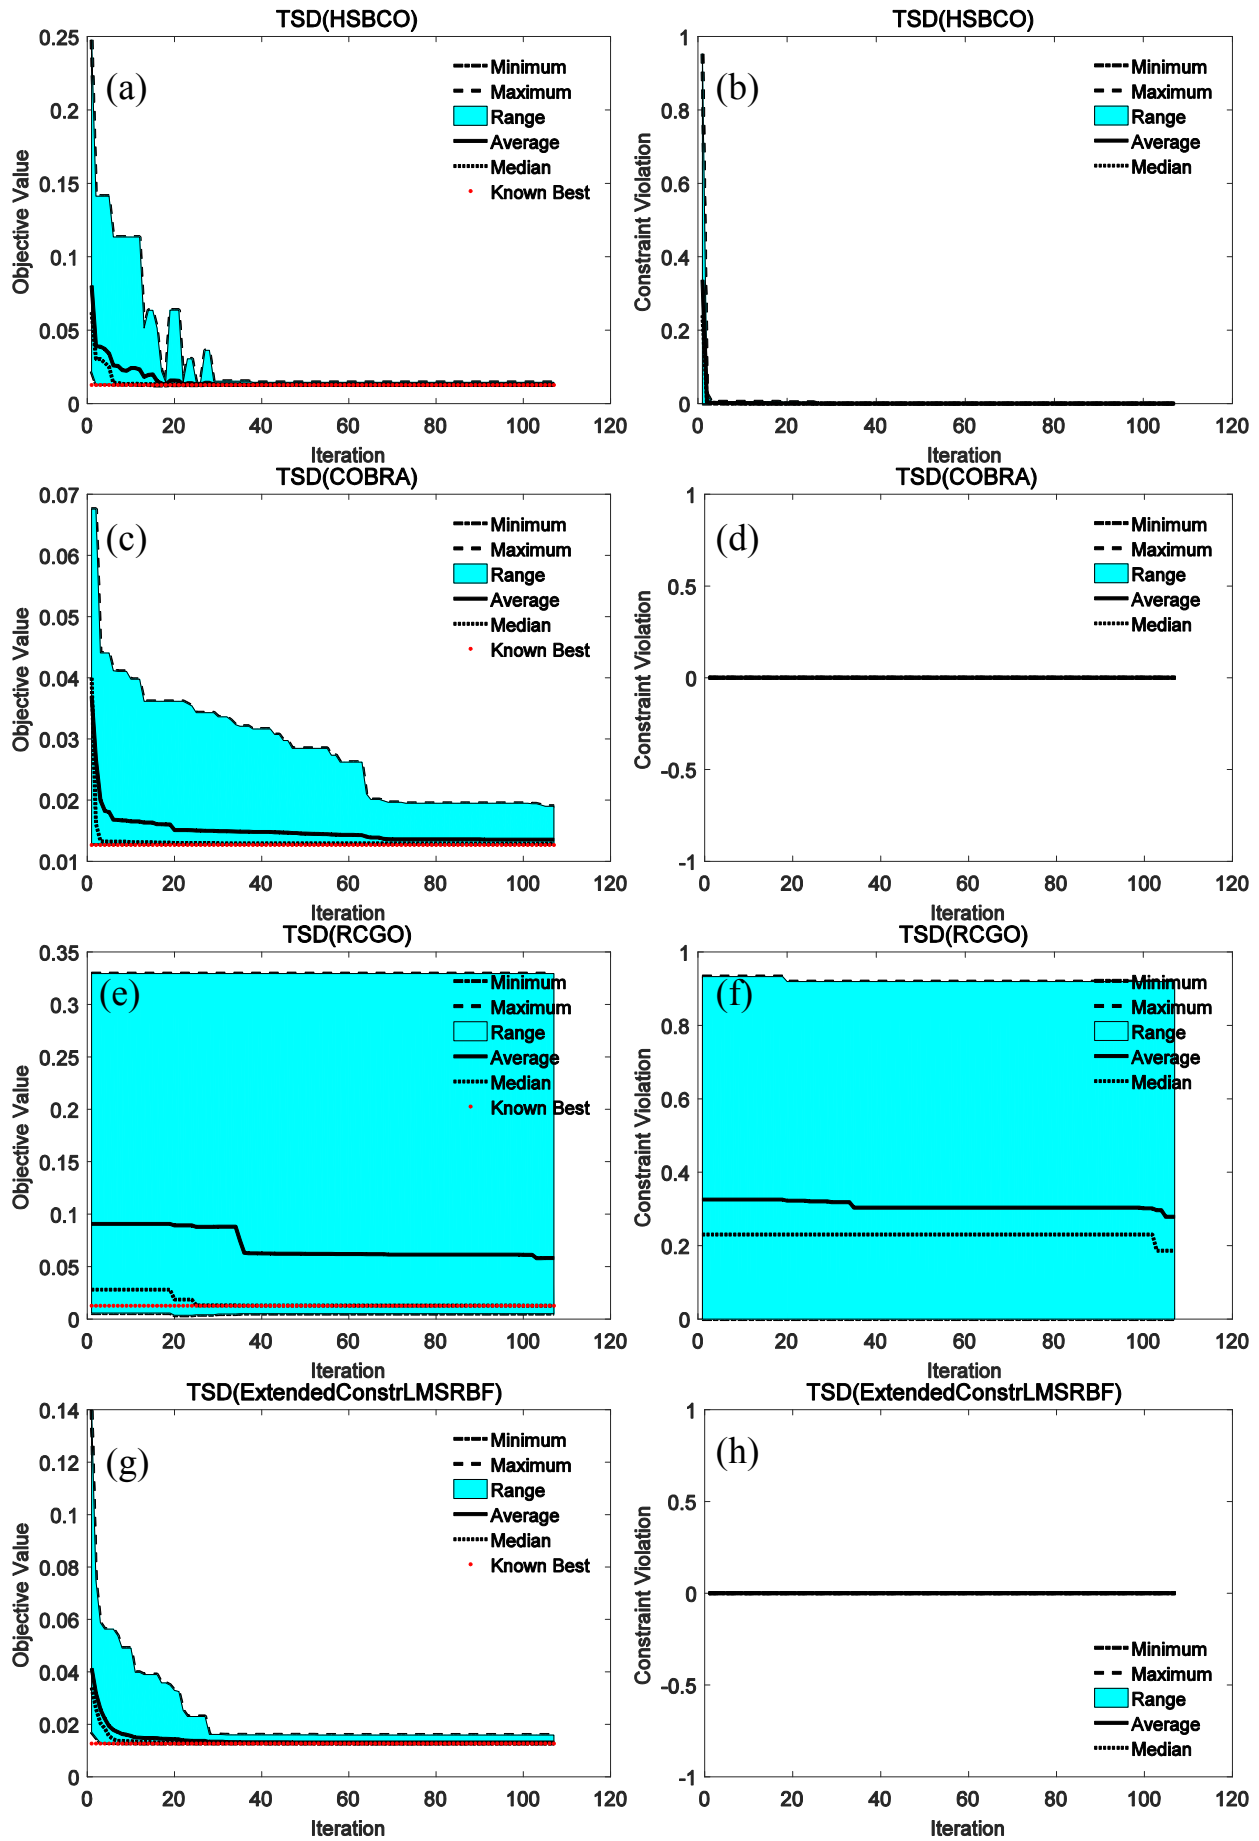 TSD(HSBCO)
(a)
Objective Value
0.25
0.2
0.15
0.1
0.05
0
Minimum
Maximum
Range
Average
Median
Known Best
0 20 40 60 80 100 120
Iteration
TSD(HSBCO)
(b)
Constraint Violation
1
0.8
0.6
0.4
0.2
0
Minimum
Maximum
Range
Average
Median
0 20 40 60 80 100 120
Iteration
TSD(COBRA)
(c)
Objective Value
0.07
0.06
0.05
0.04
0.03
0.02
0.01
Minimum
Maximum
Range
Average
Median
Known Best
0 20 40 60 80 100 120
Iteration
TSD(COBRA)
(d)
Constraint Violation
1
0.5
0
-0.5
-1
Minimum
Maximum
Range
Average
Median
0 20 40 60 80 100 120
Iteration
TSD(RCGO)
(e)
Objective Value
0.35
0.3
0.25
0.2
0.15
0.1
0.05
0
Minimum
Maximum
Range
Average
Median
Known Best
0 20 40 60 80 100 120
Iteration
TSD(RCGO)
(f)
Constraint Violation
1
0.8
0.6
0.4
0.2
0
Minimum
Maximum
Range
Average
Median
0 20 40 60 80 100 120
Iteration
TSD(ExtendedConstrLMSRBF)
(g)
Objective Value
0.14
0.12
0.1
0.08
0.06
0.04
0.02
0
Minimum
Maximum
Range
Average
Median
Known Best
0 20 40 60 80 100 120
Iteration
TSD(ExtendedConstrLMSRBF)
(h)
Constraint Violation
1
0.5
0
-0.5
-1
Minimum
Maximum
Range
Average
Median
0 20 40 60 80 100 120
Iteration